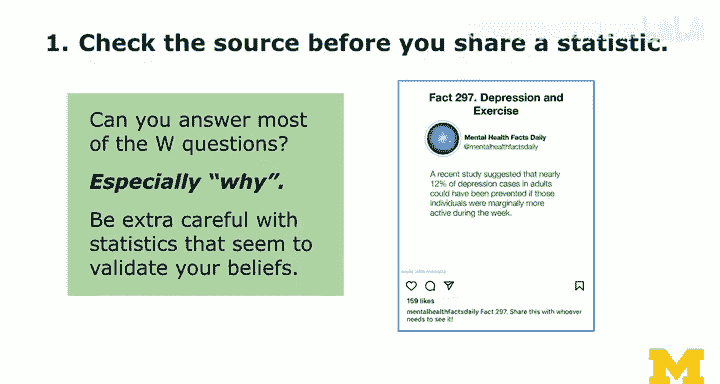 1. Check the source before you share a statistic.
Can you answer most
of the W questions?
Especially “why”.
Be extra careful with
statistics that seem to
validate your beliefs.
Fact 297. Depression and
Exercise
Mental Health Facts Daily
@mentalhealthfactsdaily
A recent study suggested that nearly
12% of depression cases in adults
could have been prevented if those
individuals were marginally more
active during the week.
159 likes
mentalhealthfactsdaily Fact 297. Share this with whoever
needs to see it!
M